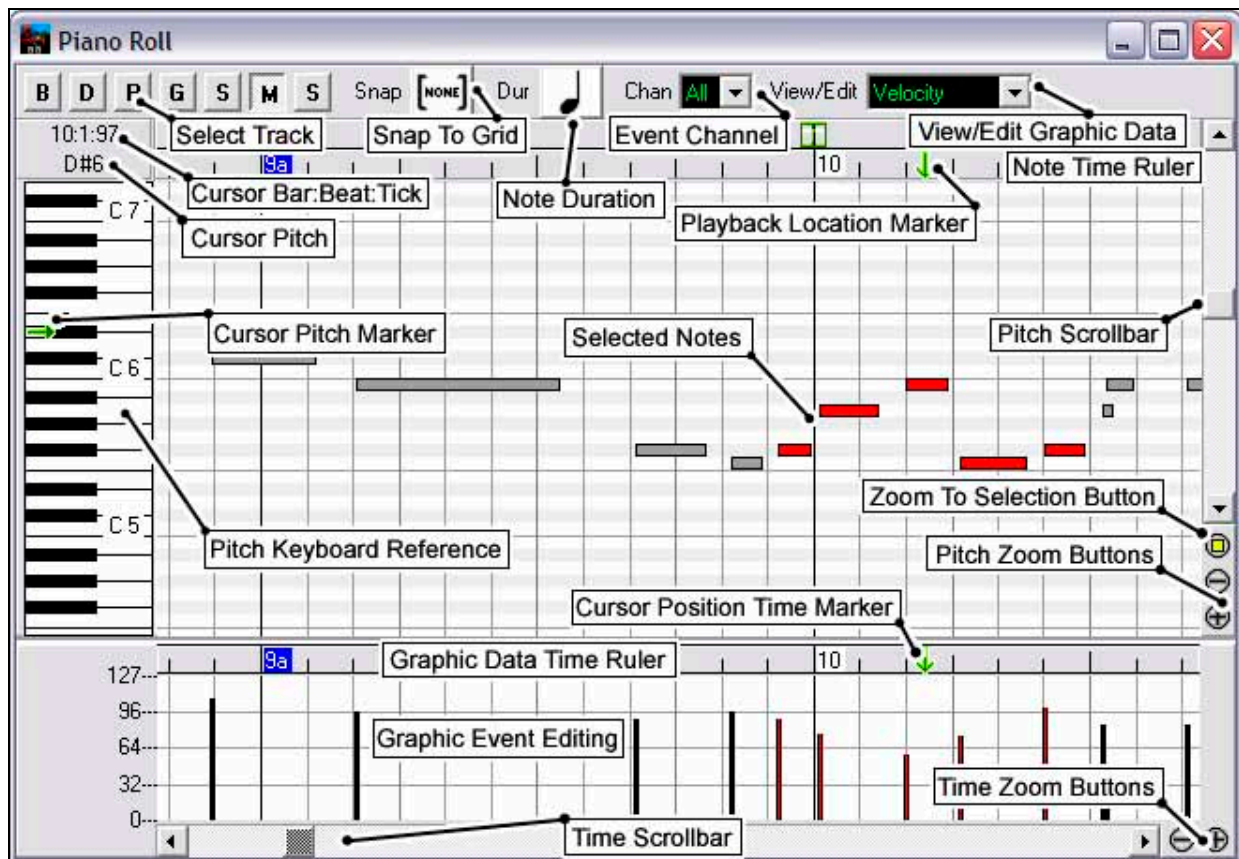 Piano Roll
B D P G S M S Snap [NONE] Dur Chan All View/Edit Velocity
Select Track
Snap To Grid
Event Channel
View/Edit Graphic Data
10:1:97
D#6
9a
10
Note Time Ruler
Cursor Bar:Beat:Tick
Note Duration
Playback Location Marker
C 7
Cursor Pitch
Cursor Pitch Marker
Selected Notes
Pitch Scrollbar
C 6
Zoom To Selection Button
C 5
Pitch Keyboard Reference
Pitch Zoom Buttons
Cursor Position Time Marker
9a
Graphic Data Time Ruler
10
127
96
Graphic Event Editing
64
32
Time Zoom Buttons
0
Time Scrollbar